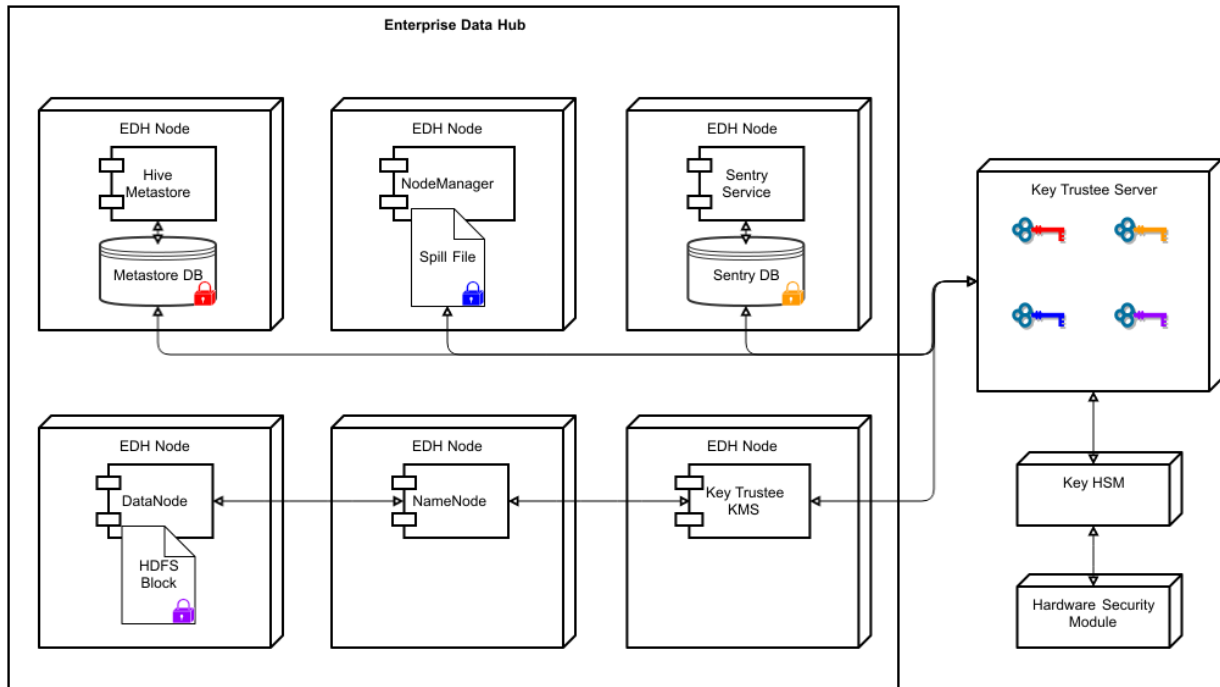 Enterprise Data Hub
EDH Node
Hive
Metastore
Metastore DB
EDH Node
NodeManager
Spill File
EDH Node
Sentry
Service
Sentry DB
Key Trustee Server
EDH Node
DataNode
HDFS
Block
EDH Node
NameNode
EDH Node
Key Trustee
KMS
Key HSM
Hardware Security
Module